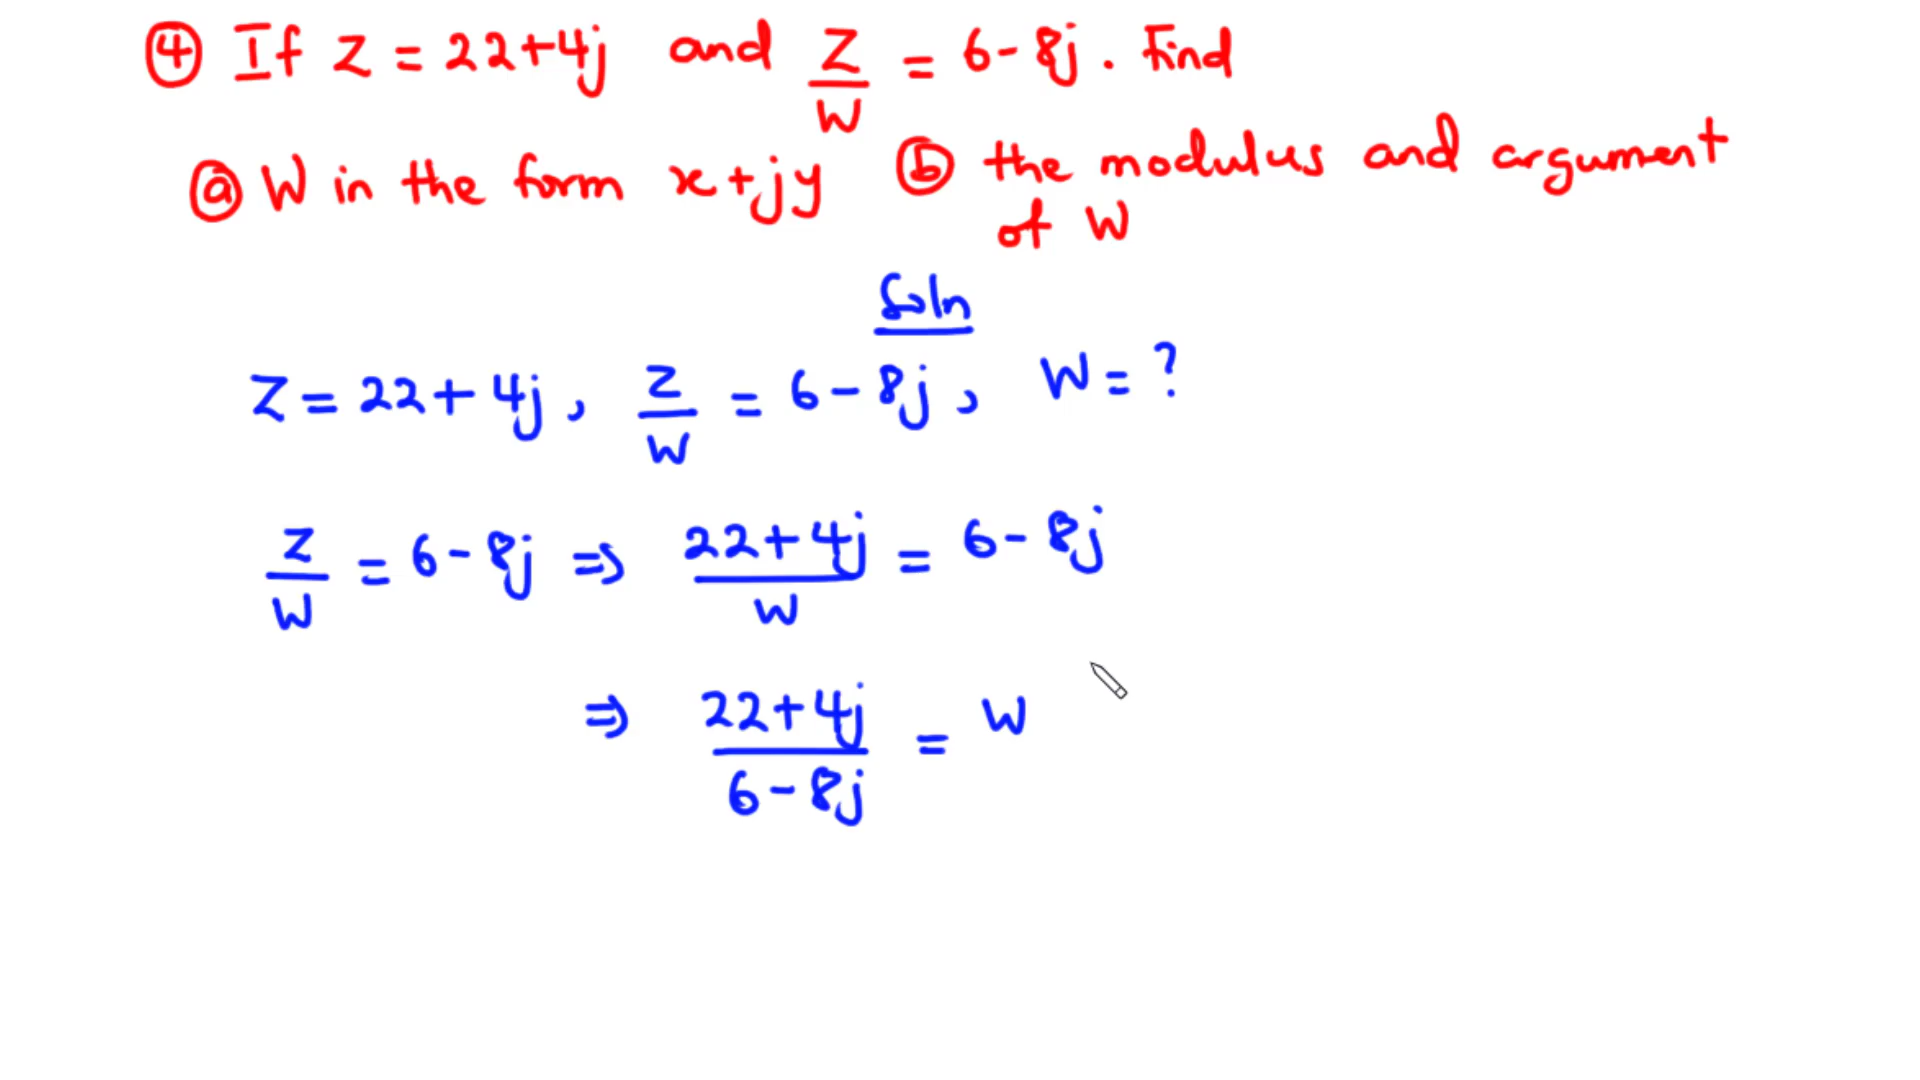 ④ If Z = 22+4j and Z/W = 6-8j. Find
ⓐ W in the form x+jy ⓑ the modulus and argument
of W
Soln
Z = 22+4j, Z/W = 6-8j, W = ?
Z/W = 6-8j ⇒ 22+4j/W = 6-8j
⇒ 22+4j/6-8j = W